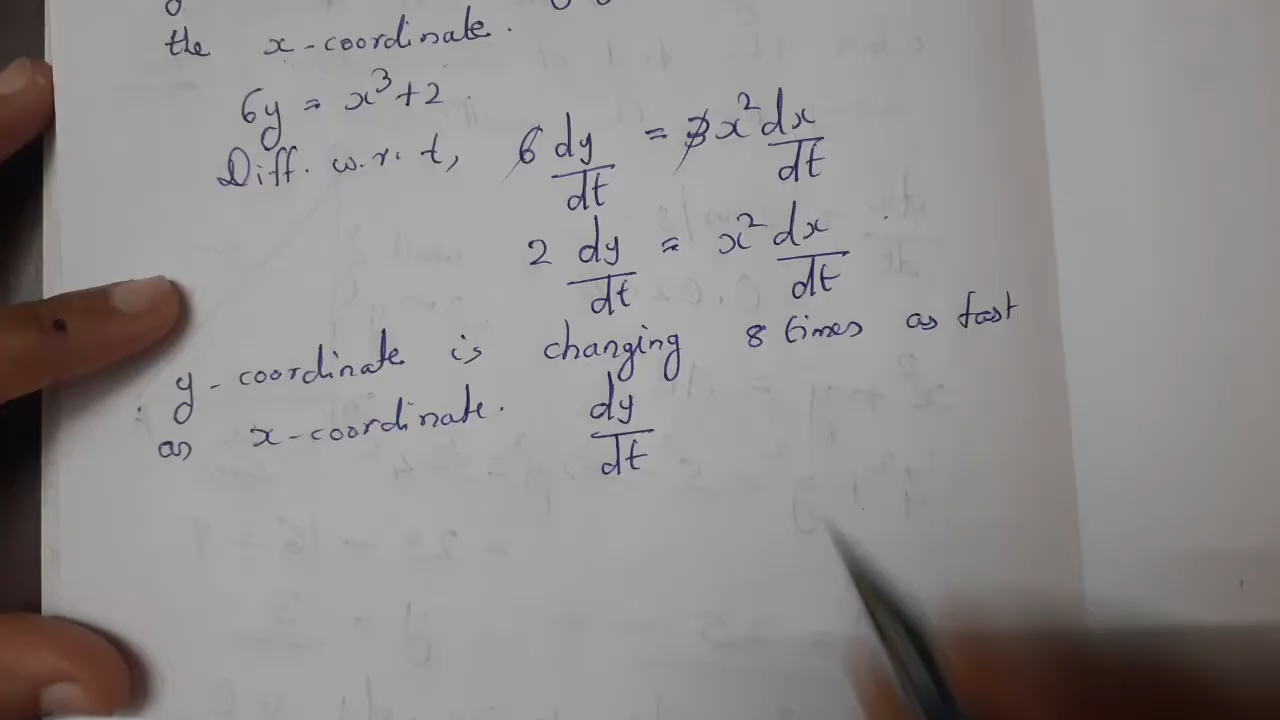 the x-coordinate.
6y = x³+2.
Diff. w.r.t t, 6 dy/dt = 3x² dx/dt
2 dy/dt = x² dx/dt
y-coordinate is changing 8 times as fast
as x-coordinate. dy/dt